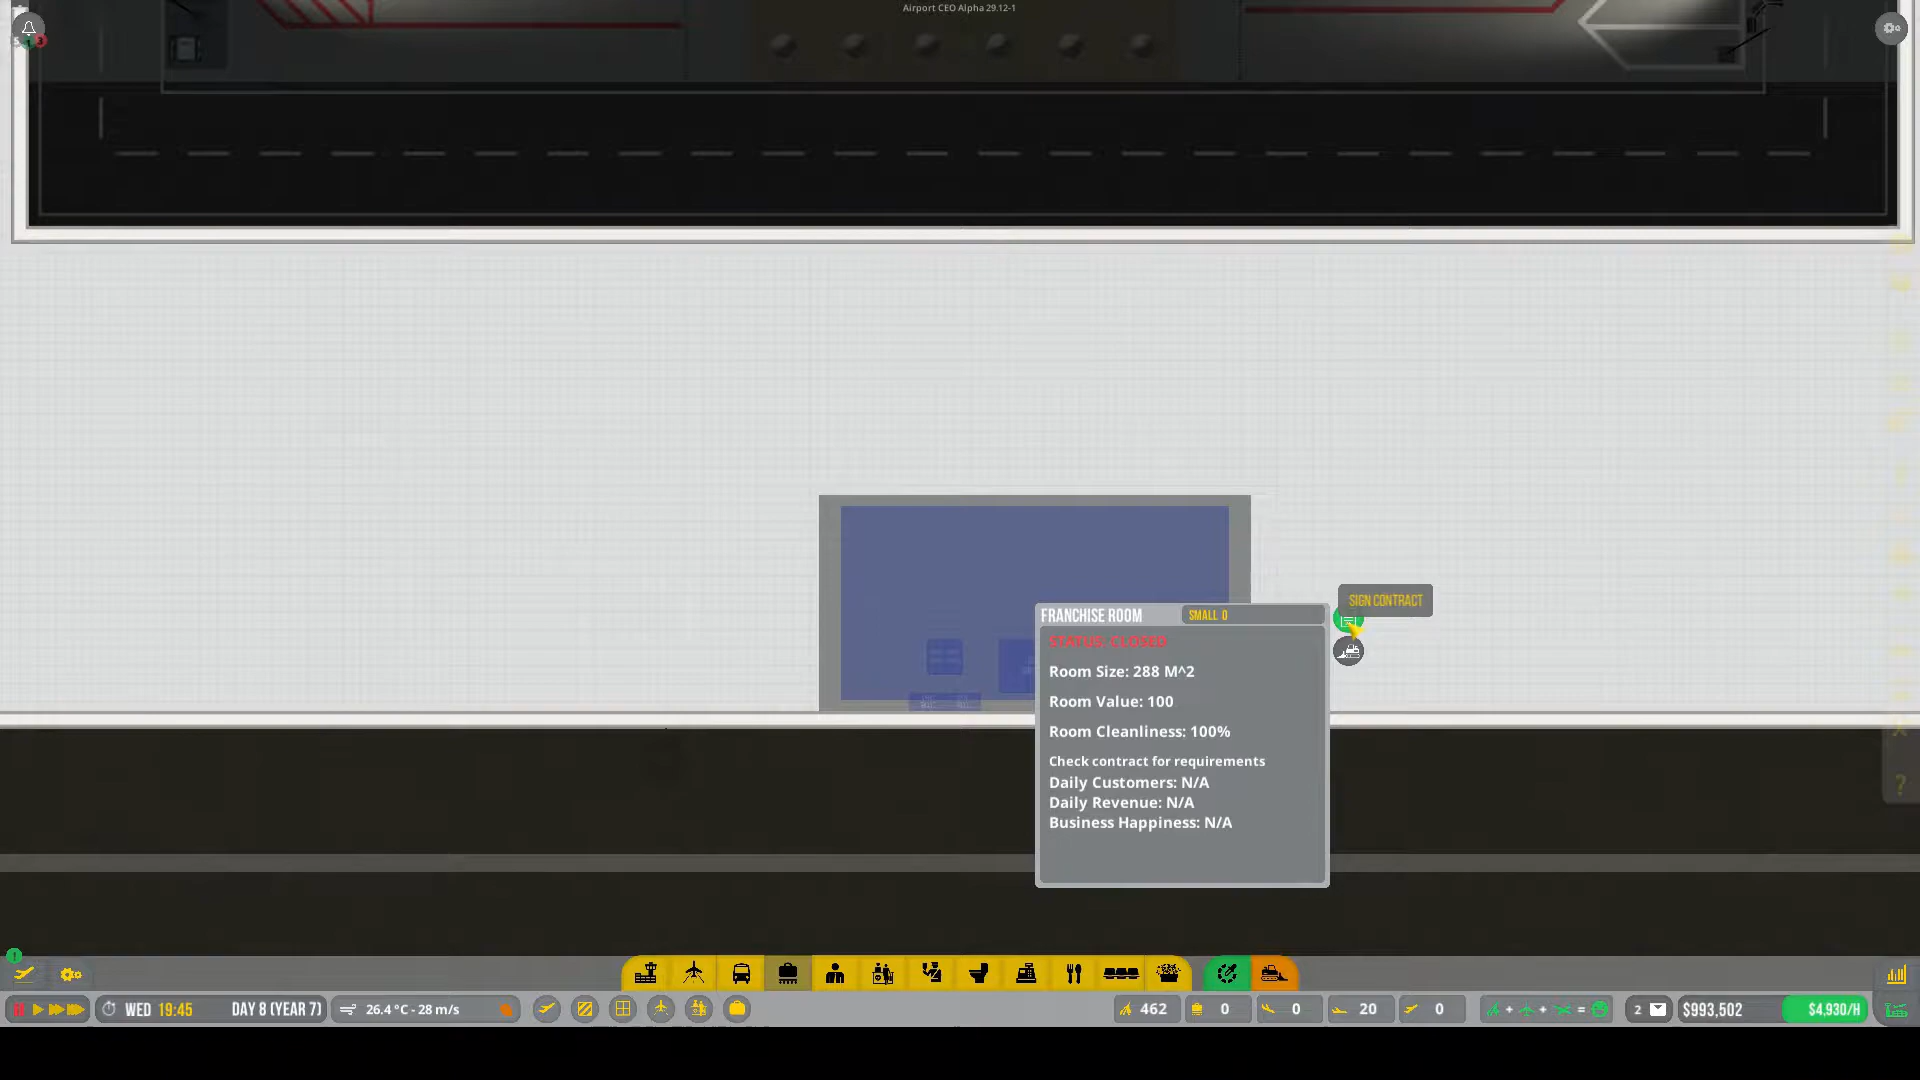 Airport CEO Alpha 29.12-1
SIGN CONTRACT
FRANCHISE ROOM
SMALL 0
STATUS: CLOSED
Room Size: 288 M^2
Room Value: 100
Room Cleanliness: 100%
Check contract for requirements
Daily Customers: N/A
Daily Revenue: N/A
Business Happiness: N/A
WED 19:45
DAY 8 (YEAR 7)
26.4 °C - 28 m/s
462
0
0
20
0
+ + =
2
$993,502
$4,930/H